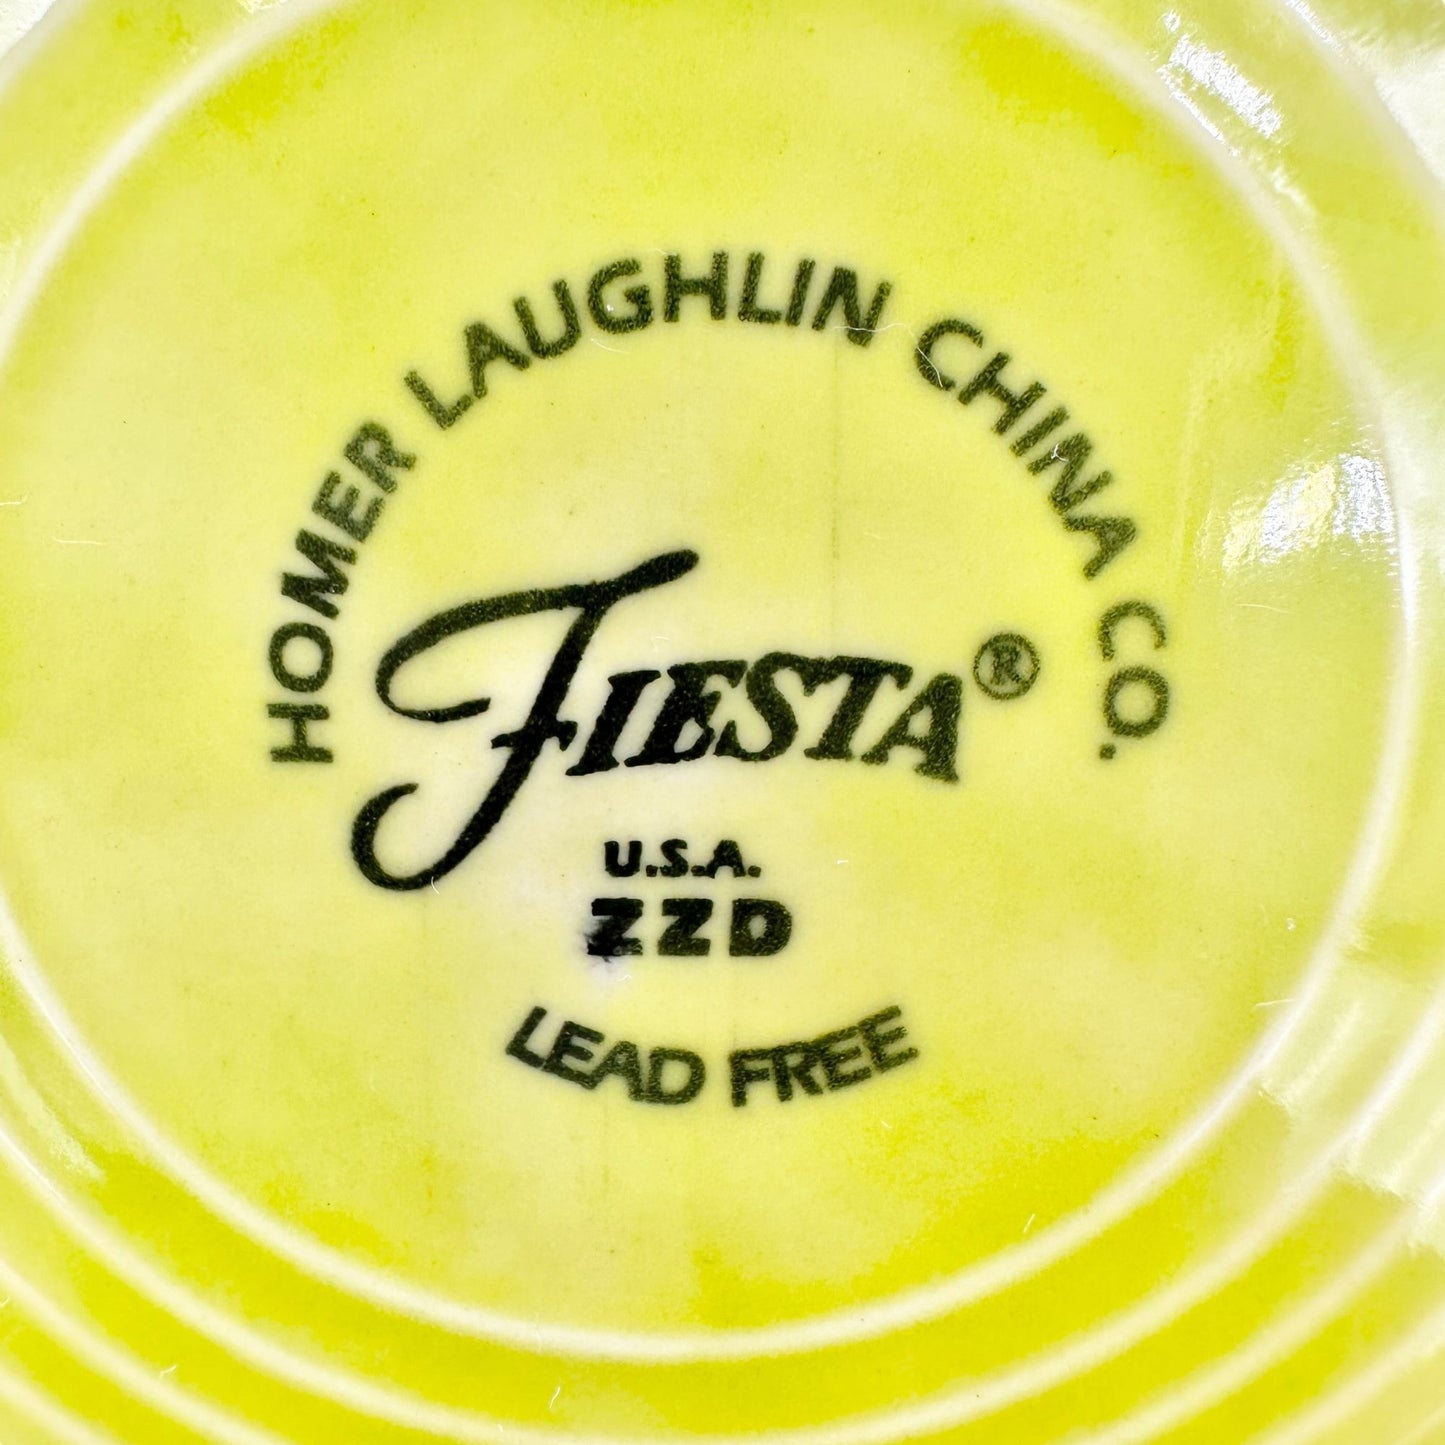 HOMER LAUGHLIN CHINA CO.
FIESTA®
U.S.A.
ZZD
LEAD FREE